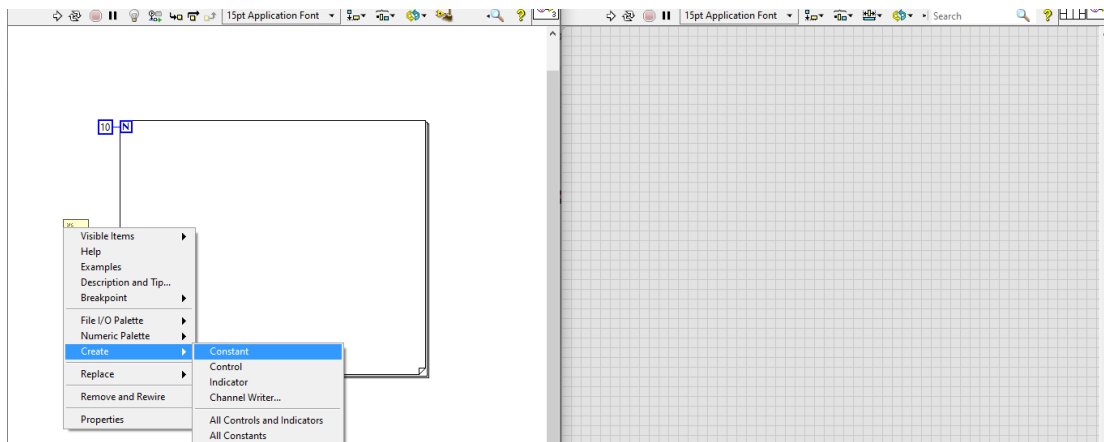 15pt Application Font
3
15pt Application Font
Search
10
N
Visible Items
Help
Examples
Description and Tip...
Breakpoint
File I/O Palette
Numeric Palette
Create
Replace
Remove and Rewire
Properties
Constant
Control
Indicator
Channel Writer...
All Controls and Indicators
All Constants